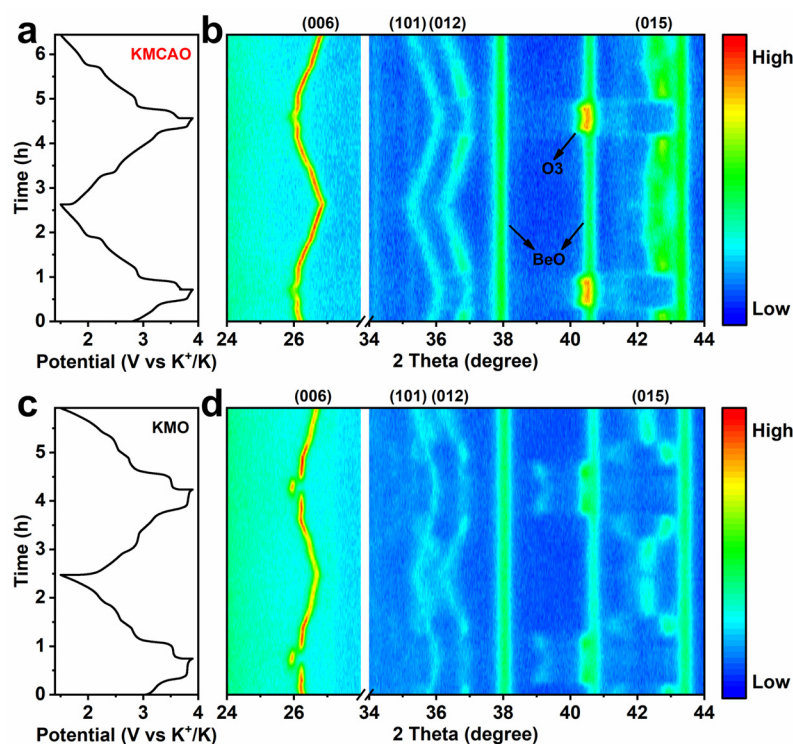 a
KMCAO
b
(006)
(101) (012)
(015)
High
Low
O3
BeO
Time (h)
6
5
4
3
2
1
0
2 3 4
Potential (V vs K⁺/K)
24 26 28 34 36 38 40 42 44
2 Theta (degree)
c
KMO
d
(006)
(101) (012)
(015)
High
Low
Time (h)
5
4
3
2
1
0
2 3 4
Potential (V vs K⁺/K)
24 26 28 34 36 38 40 42 44
2 Theta (degree)